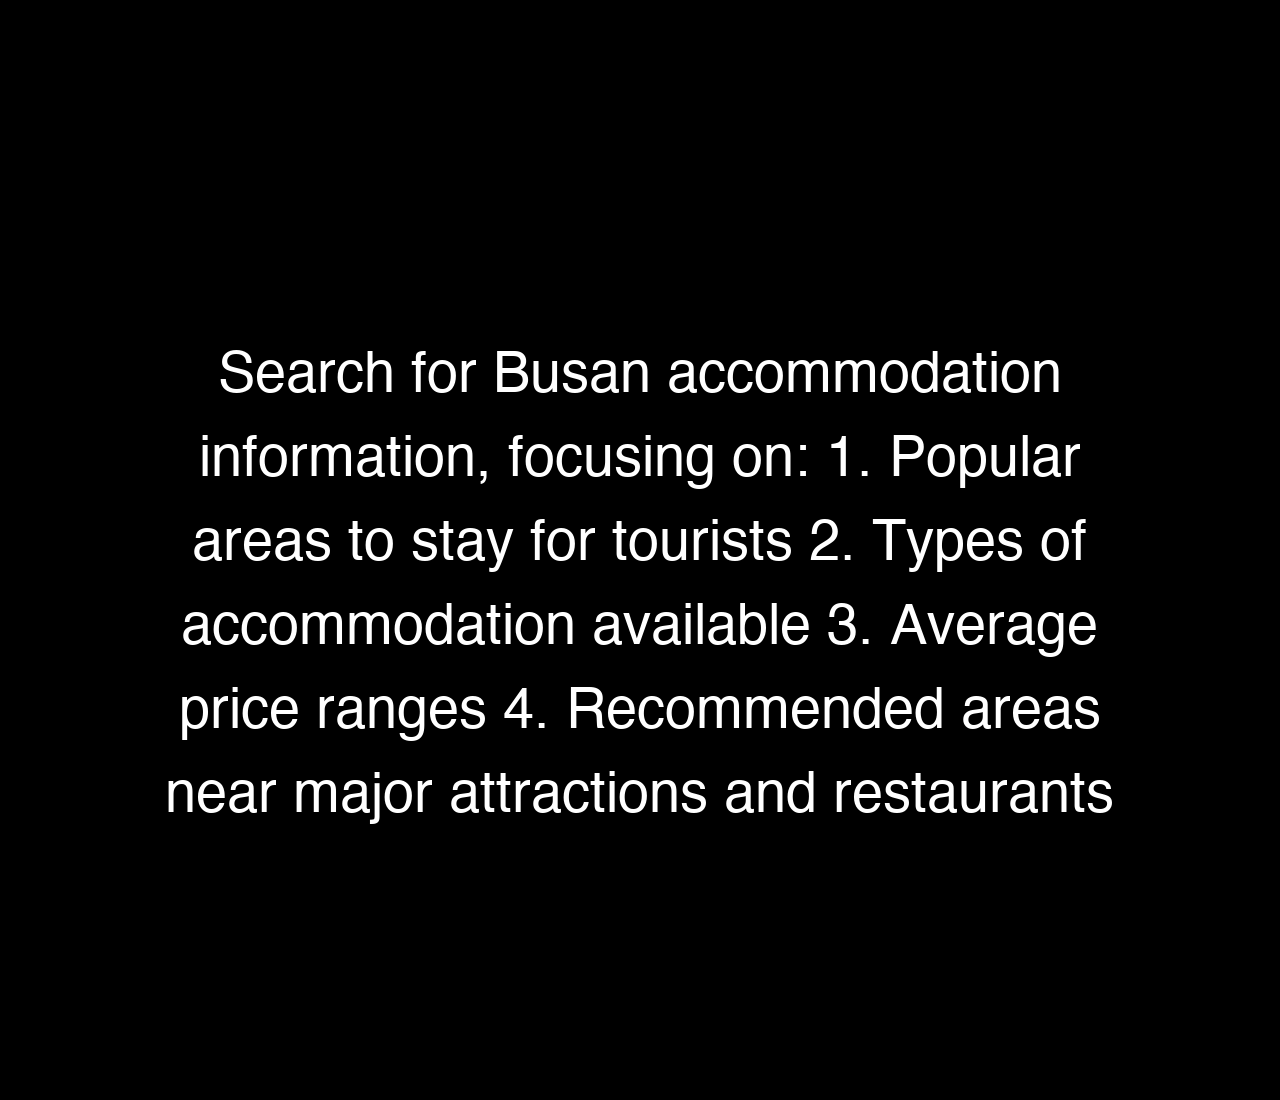 Search for Busan accommodation
information, focusing on: 1. Popular
areas to stay for tourists 2. Types of
accommodation available 3. Average
price ranges 4. Recommended areas
near major attractions and restaurants